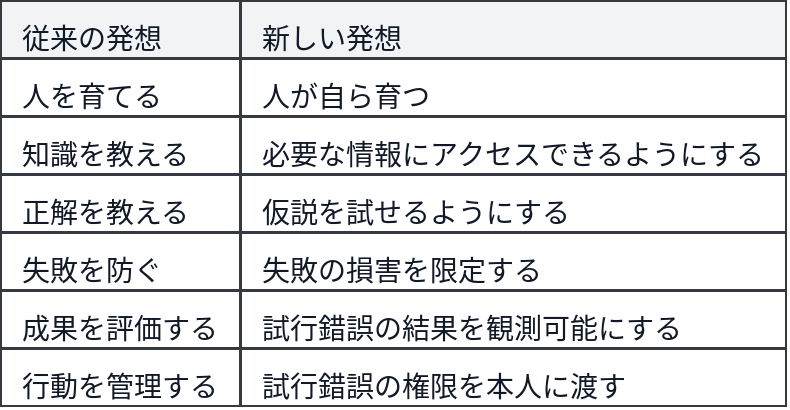 従来の発想 新しい発想
人を育てる 人が自ら育つ
知識を教える 必要な情報にアクセスできるようにする
正解を教える 仮説を試せるようにする
失敗を防ぐ 失敗の損害を限定する
成果を評価する 試行錯誤の結果を観測可能にする
行動を管理する 試行錯誤の権限を本人に渡す